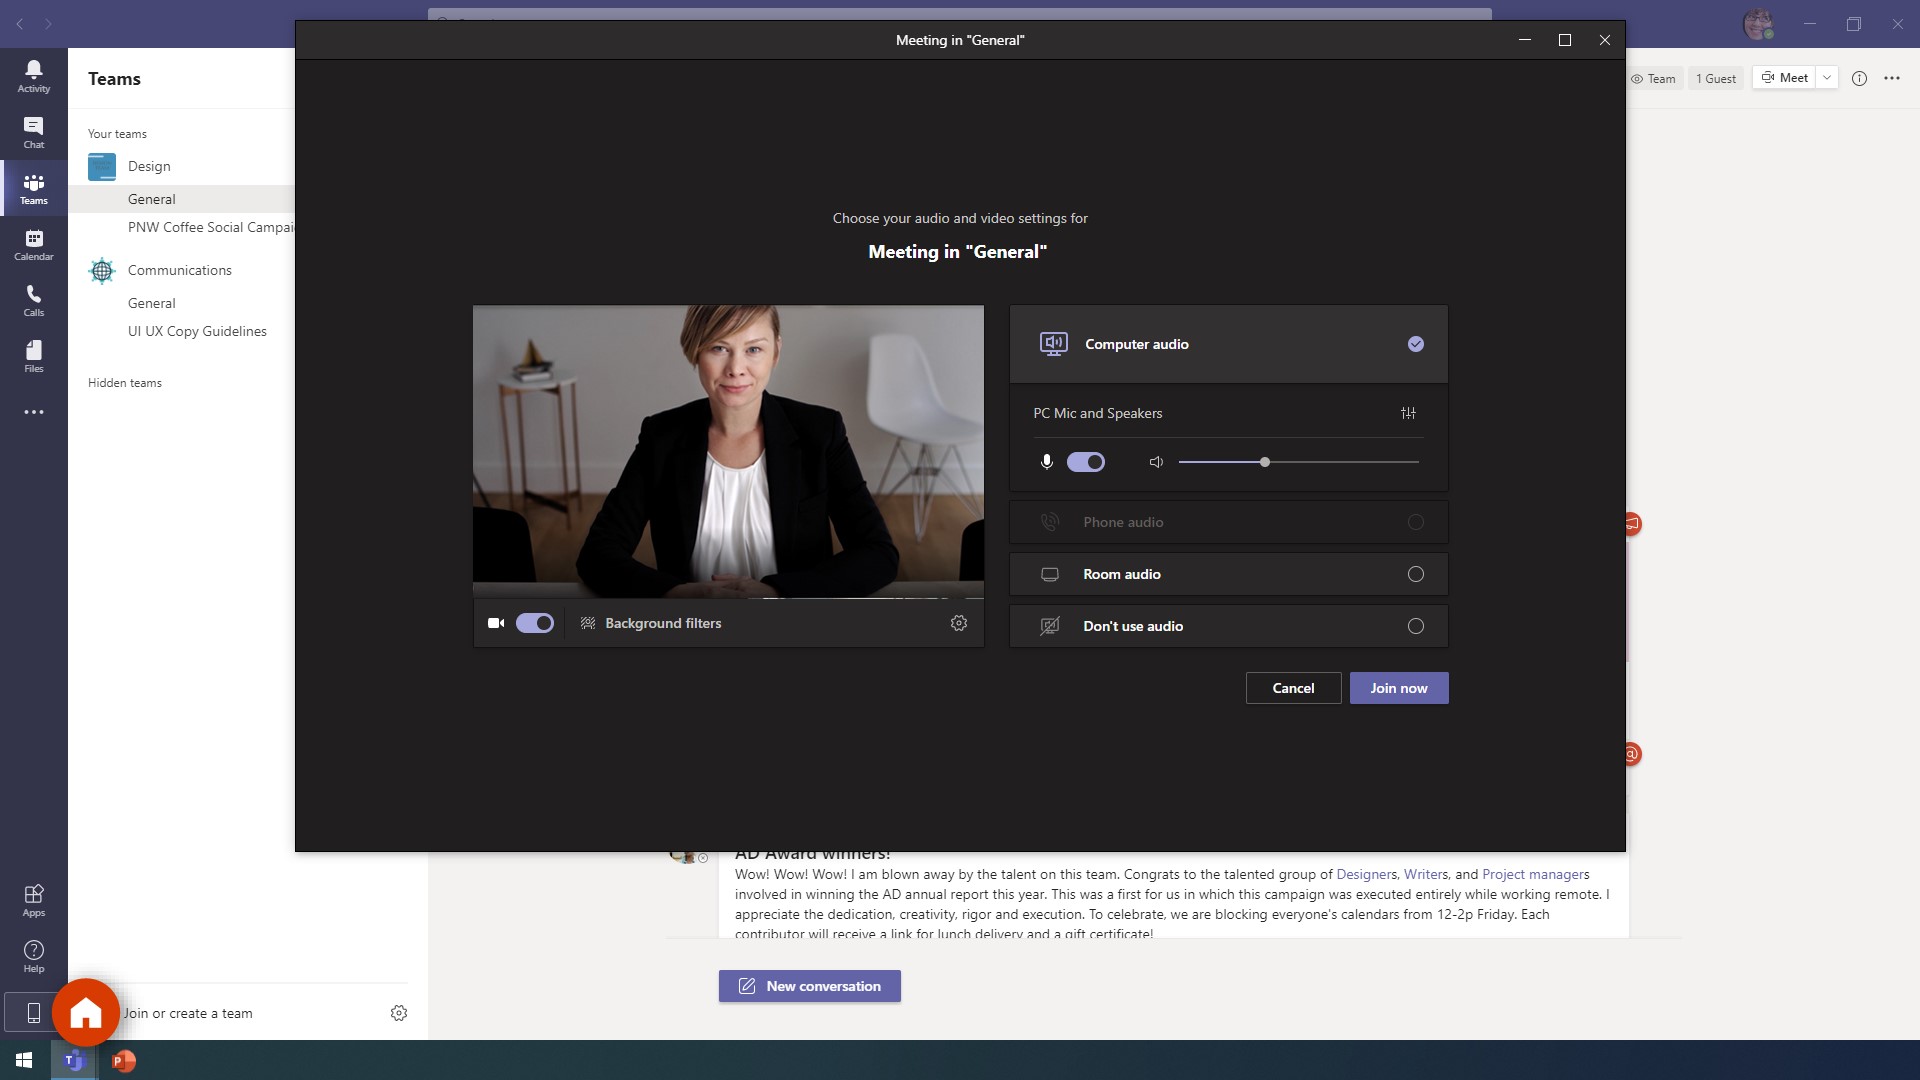 Meeting in "General"
Activity
Chat
Teams
Calendar
Calls
Files
Apps
Help
Teams
Your teams
Design
General
PNW Coffee Social Campai
Communications
General
UI UX Copy Guidelines
Hidden teams
Join or create a team
Team
1 Guest
Meet
Choose your audio and video settings for
Meeting in "General"
Background filters
Computer audio
PC Mic and Speakers
Phone audio
Room audio
Don't use audio
Cancel
Join now
AD Award winners!
Wow! Wow! Wow! I am blown away by the talent on this team. Congrats to the talented group of Designers, Writers, and Project managers
involved in winning the AD annual report this year. This was a first for us in which this campaign was executed entirely while working remote. I
appreciate the dedication, creativity, rigor and execution. To celebrate, we are blocking everyone's calendars from 12-2p Friday. Each
contributor will receive a link for lunch delivery and a gift certificate!
New conversation